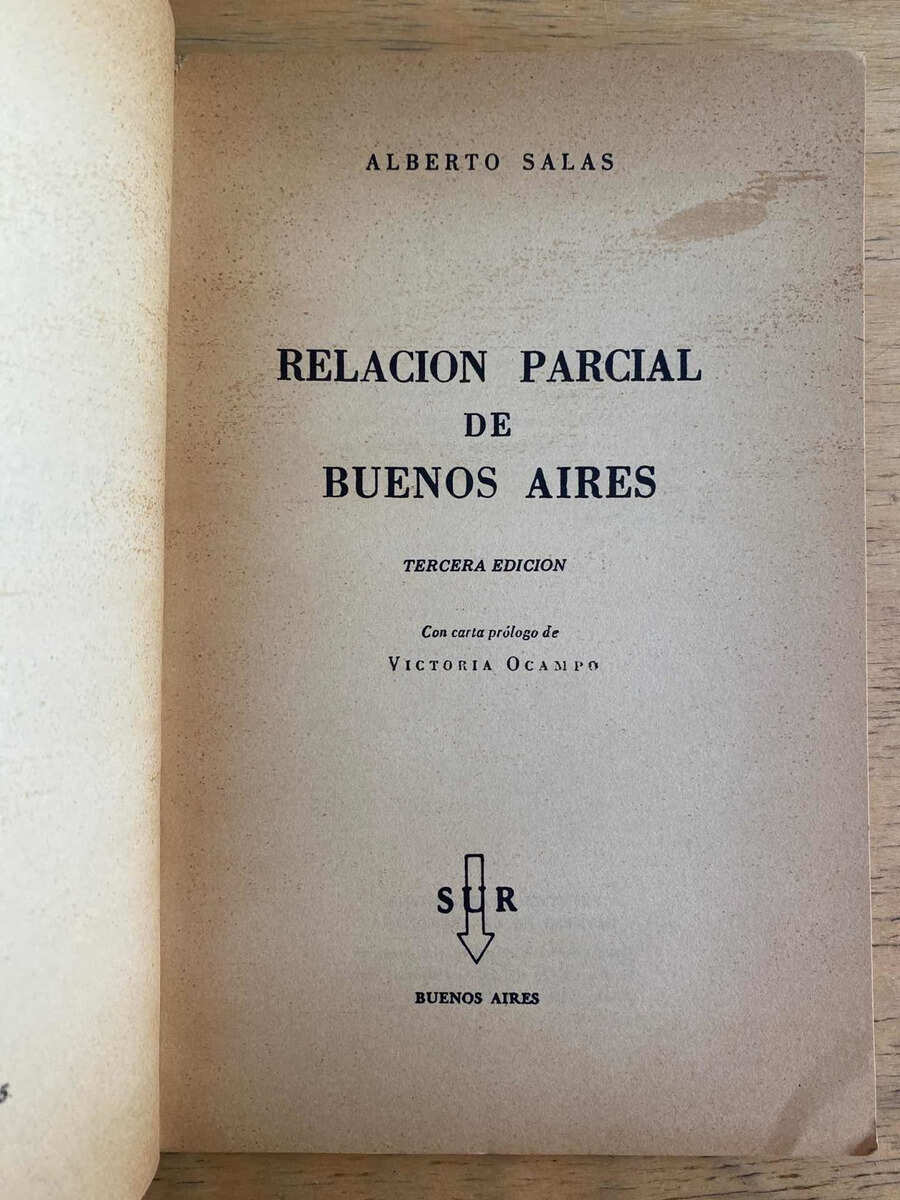 ALBERTO SALAS
RELACION PARCIAL
DE
BUENOS AIRES
TERCERA EDICION
Con carta prólogo de
VICTORIA OCAMPO
SUR
BUENOS AIRES